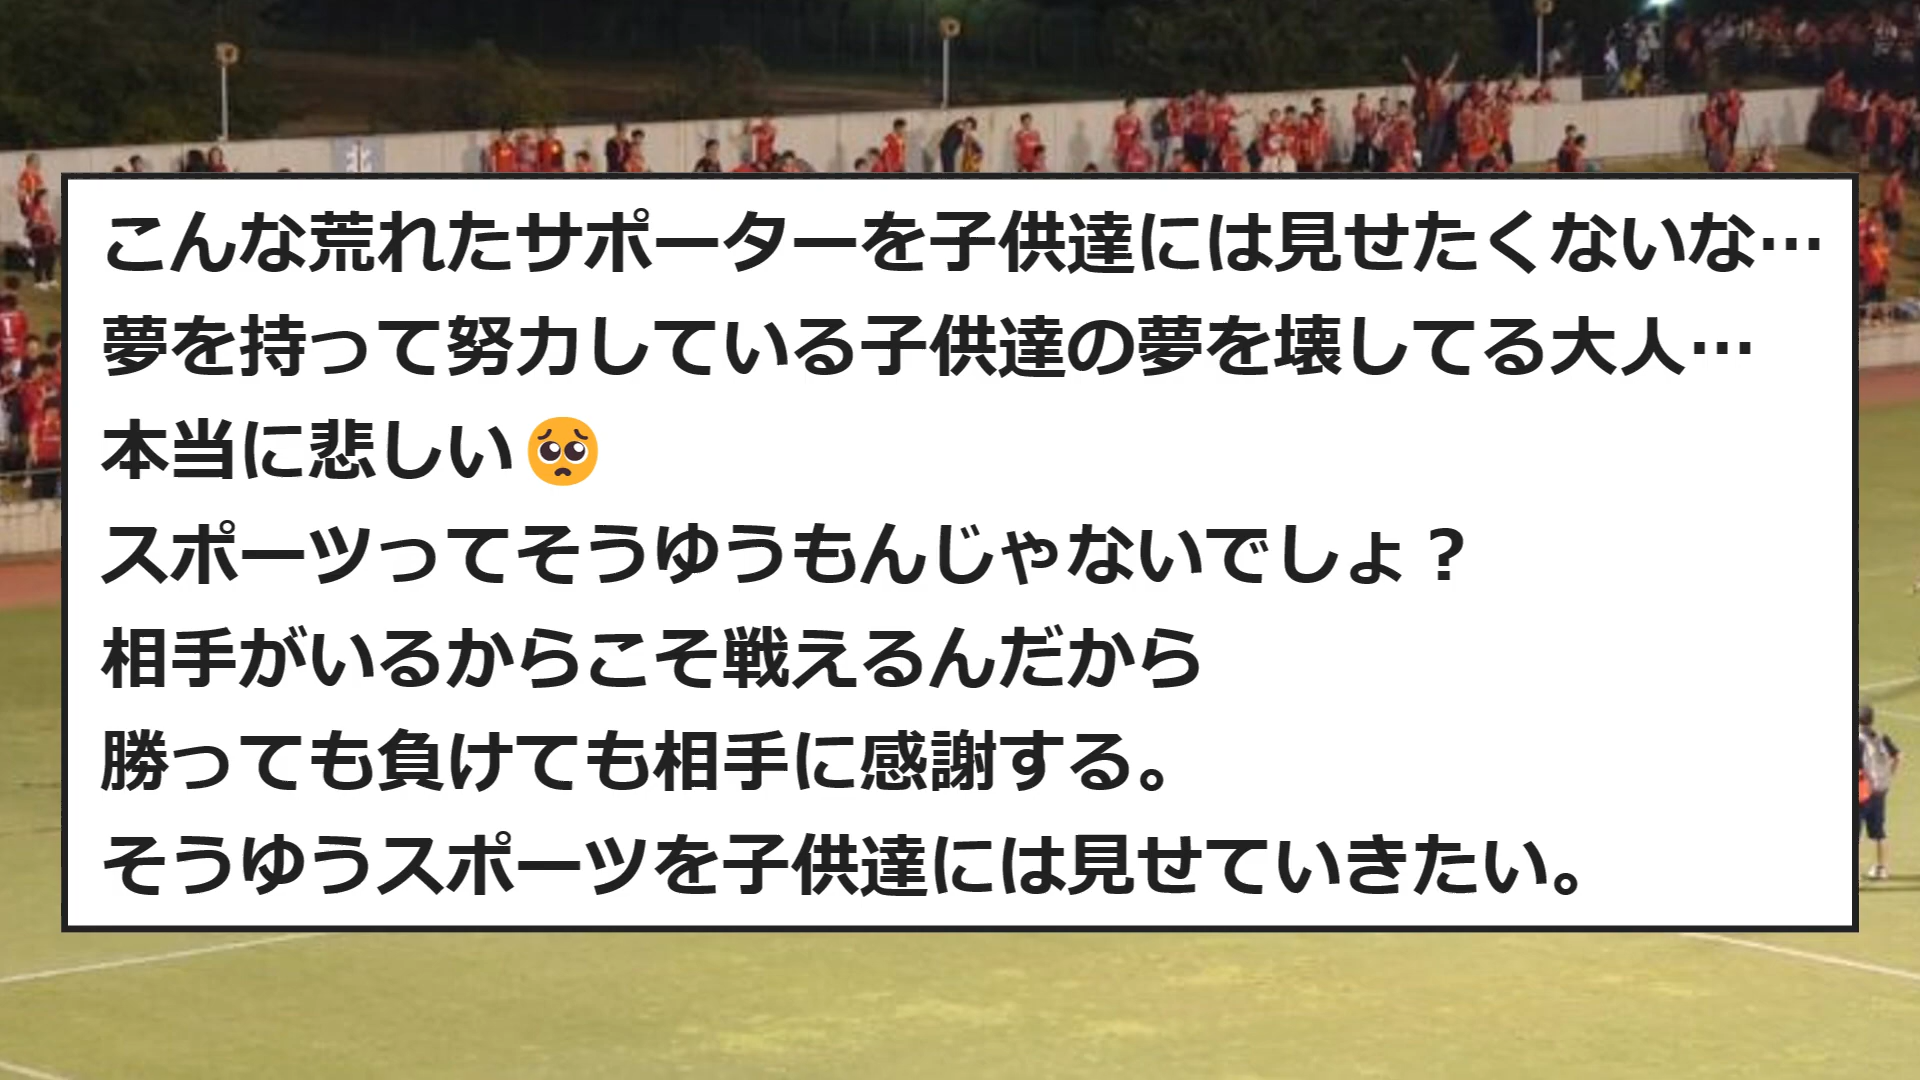 こんな荒れたサポーターを子供達には見せたくないな…
夢を持って努力している子供達の夢を壊してる大人…
本当に悲しい🥺
スポーツってそうゆうもんじゃないでしょ？
相手がいるからこそ戦えるんだから
勝っても負けても相手に感謝する。
そうゆうスポーツを子供達には見せていきたい。